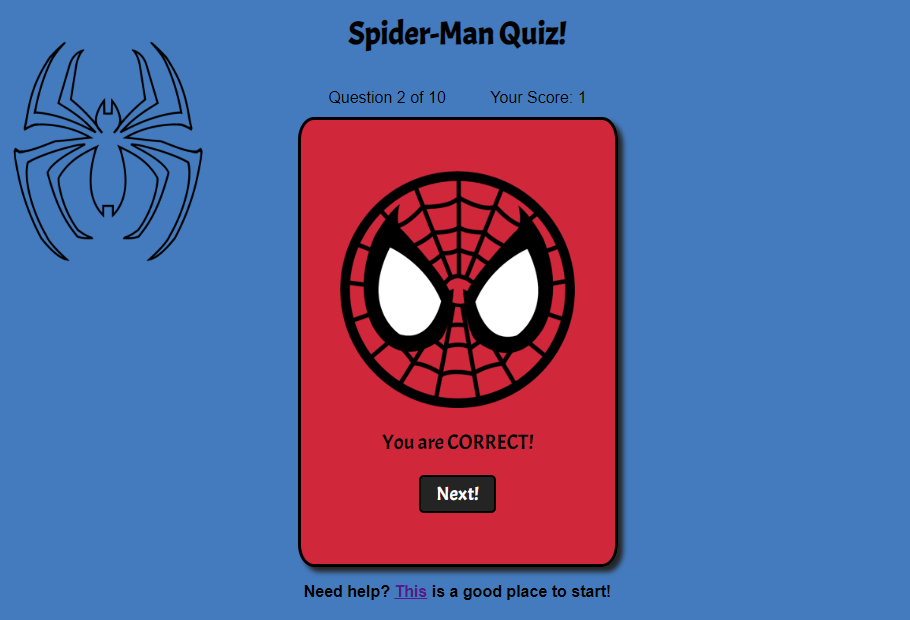 Spider-Man Quiz!
Question 2 of 10 Your Score: 1
You are CORRECT!
Next!
Need help? This is a good place to start!